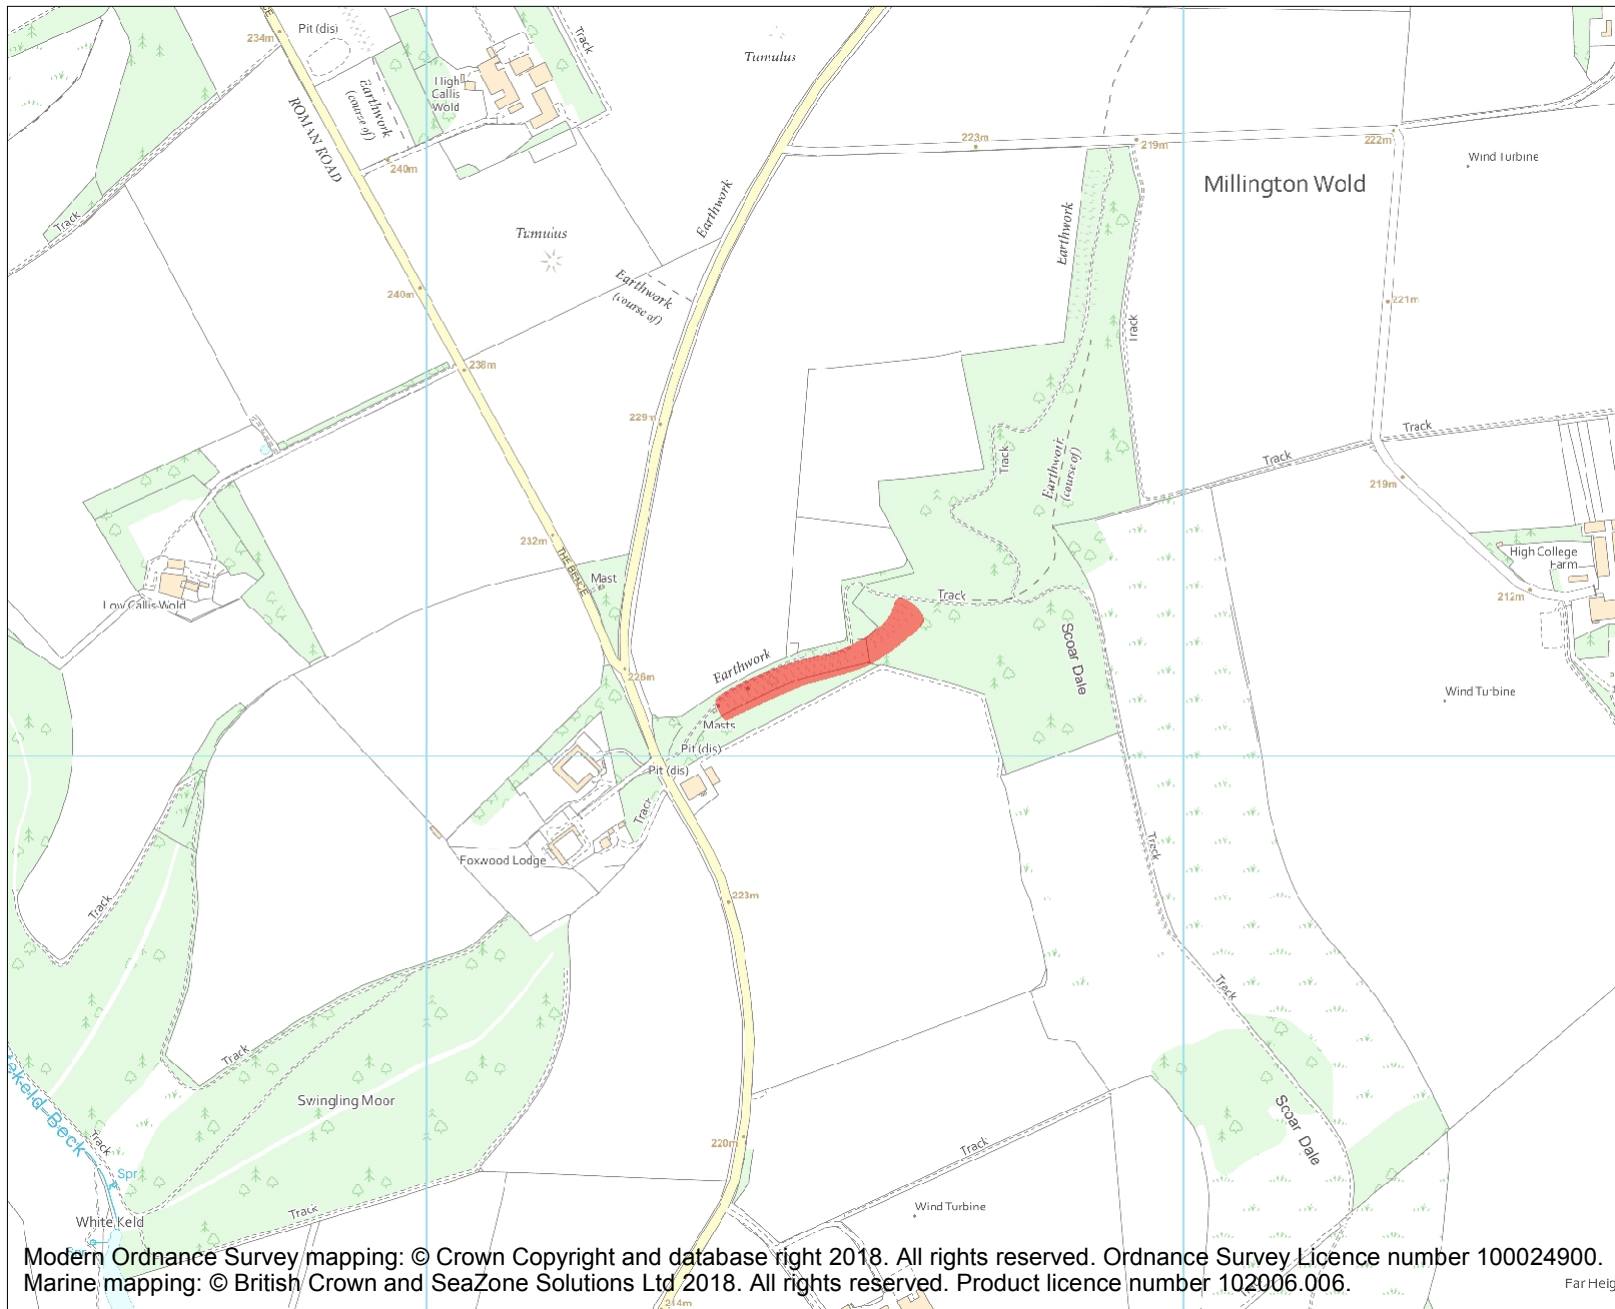 Pit (dis)
234m
Track
High
Callis
Wold
Earthwork
(course of)
ROMAN ROAD
240m
Track
Tumulus
223m
219m
222m
Wind Turbine
Millington Wold
Earthwork
Tumulus
Earthwork
(course of)
240m
Earthwork
Track
221m
238m
229m
Track
Earthwork
(course of)
Track
Track
219m
232m
Mast
Low Callis Wold
High College
Farm
212m
Track
Scoar Dale
Earthwork
226m
Masts
Pit (dis)
Pit (dis)
Wind Turbine
Track
Foxwood Lodge
223m
Track
Track
Track
Track
Swingling Moor
Track
Spr
White Keld
Spr
Track
220m
Track
Scoar Dale
Wind Turbine
Modern Ordnance Survey mapping: © Crown Copyright and database right 2018. All rights reserved. Ordnance Survey Licence number 100024900.
Marine mapping: © British Crown and SeaZone Solutions Ltd 2018. All rights reserved. Product licence number 102006.006.
Far Heig
214m